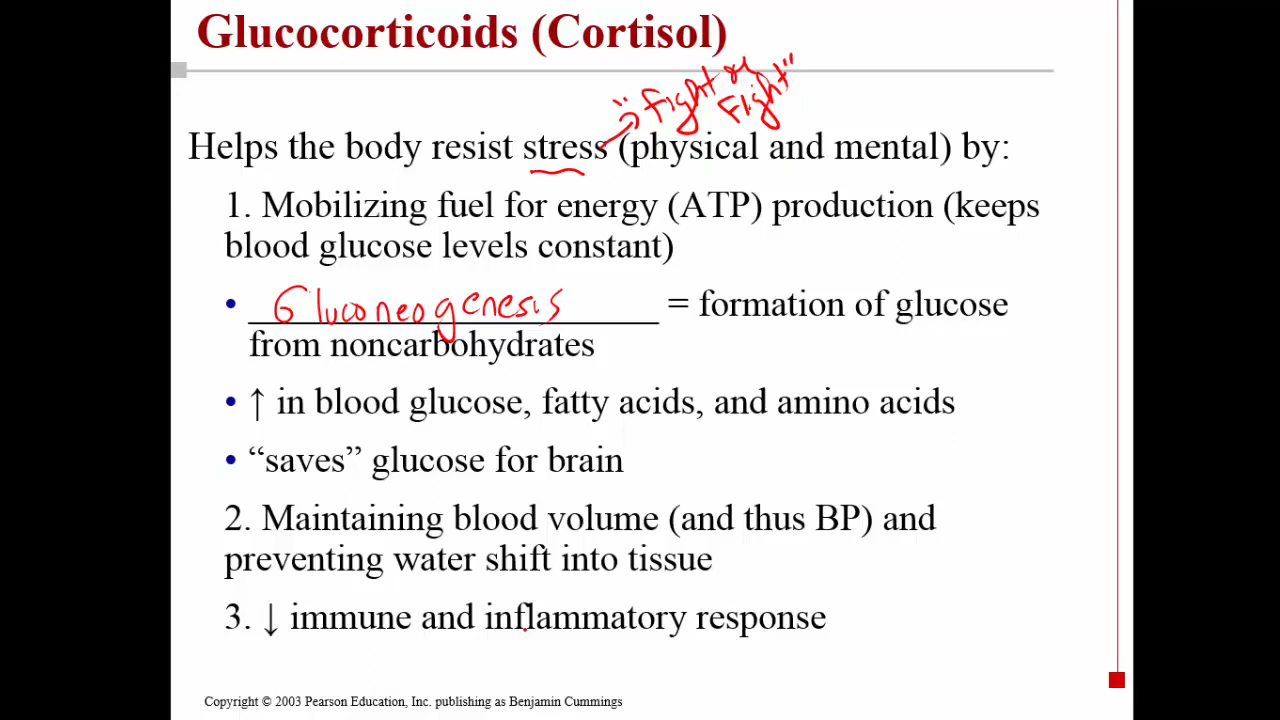 Glucocorticoids (Cortisol)
"Fight or
Flight"
Helps the body resist stress (physical and mental) by:
1. Mobilizing fuel for energy (ATP) production (keeps
blood glucose levels constant)
• Gluconeogenesis = formation of glucose
from noncarbohydrates
• ↑ in blood glucose, fatty acids, and amino acids
• “saves” glucose for brain
2. Maintaining blood volume (and thus BP) and
preventing water shift into tissue
3. ↓ immune and inflammatory response
Copyright © 2003 Pearson Education, Inc. publishing as Benjamin Cummings